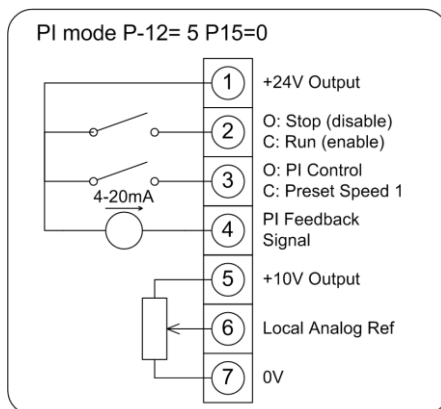 PI mode P-12= 5 P15=0
1 +24V Output
2 O: Stop (disable)
C: Run (enable)
3 O: PI Control
C: Preset Speed 1
4-20mA
4 PI Feedback
Signal
5 +10V Output
6 Local Analog Ref
7 0V